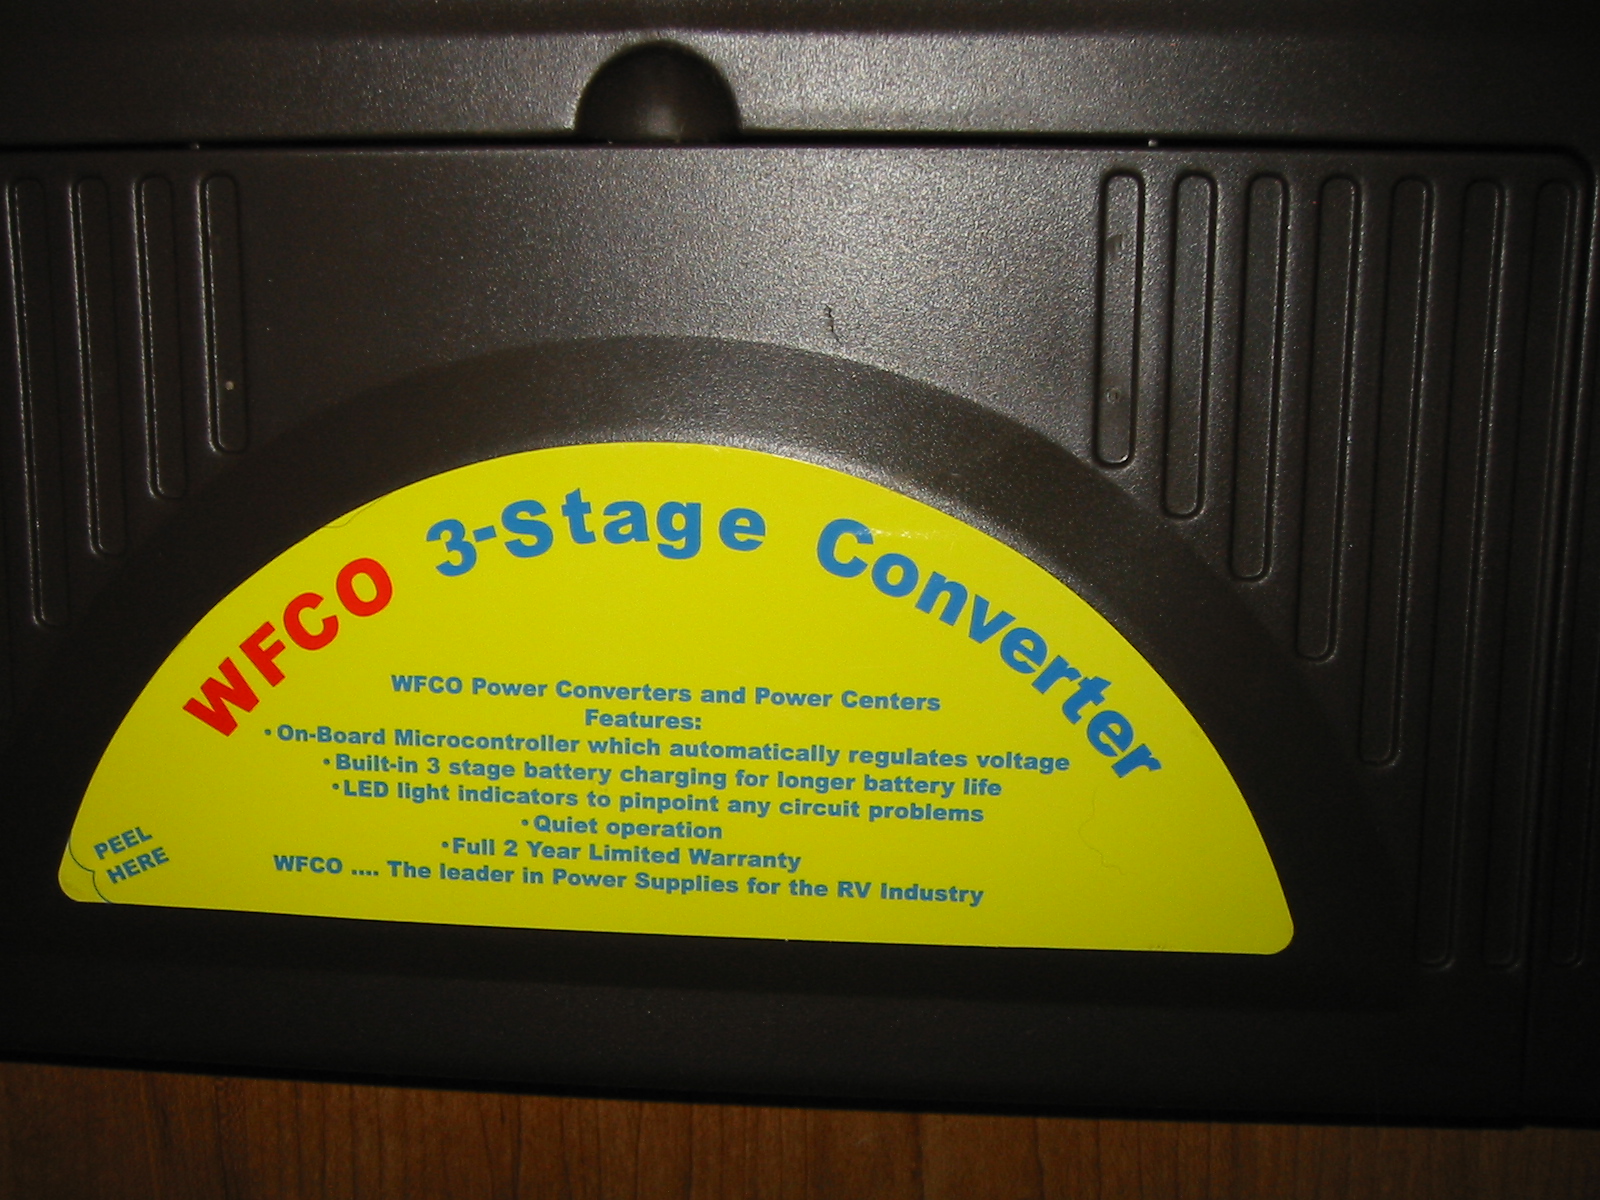 WFCO 3-Stage Converter
WFCO Power Converters and Power Centers
Features:
•On-Board Microcontroller which automatically regulates voltage
•Built-in 3 stage battery charging for longer battery life
•LED light indicators to pinpoint any circuit problems
•Quiet operation
•Full 2 Year Limited Warranty
WFCO .... The leader in Power Supplies for the RV Industry
PEEL
HERE